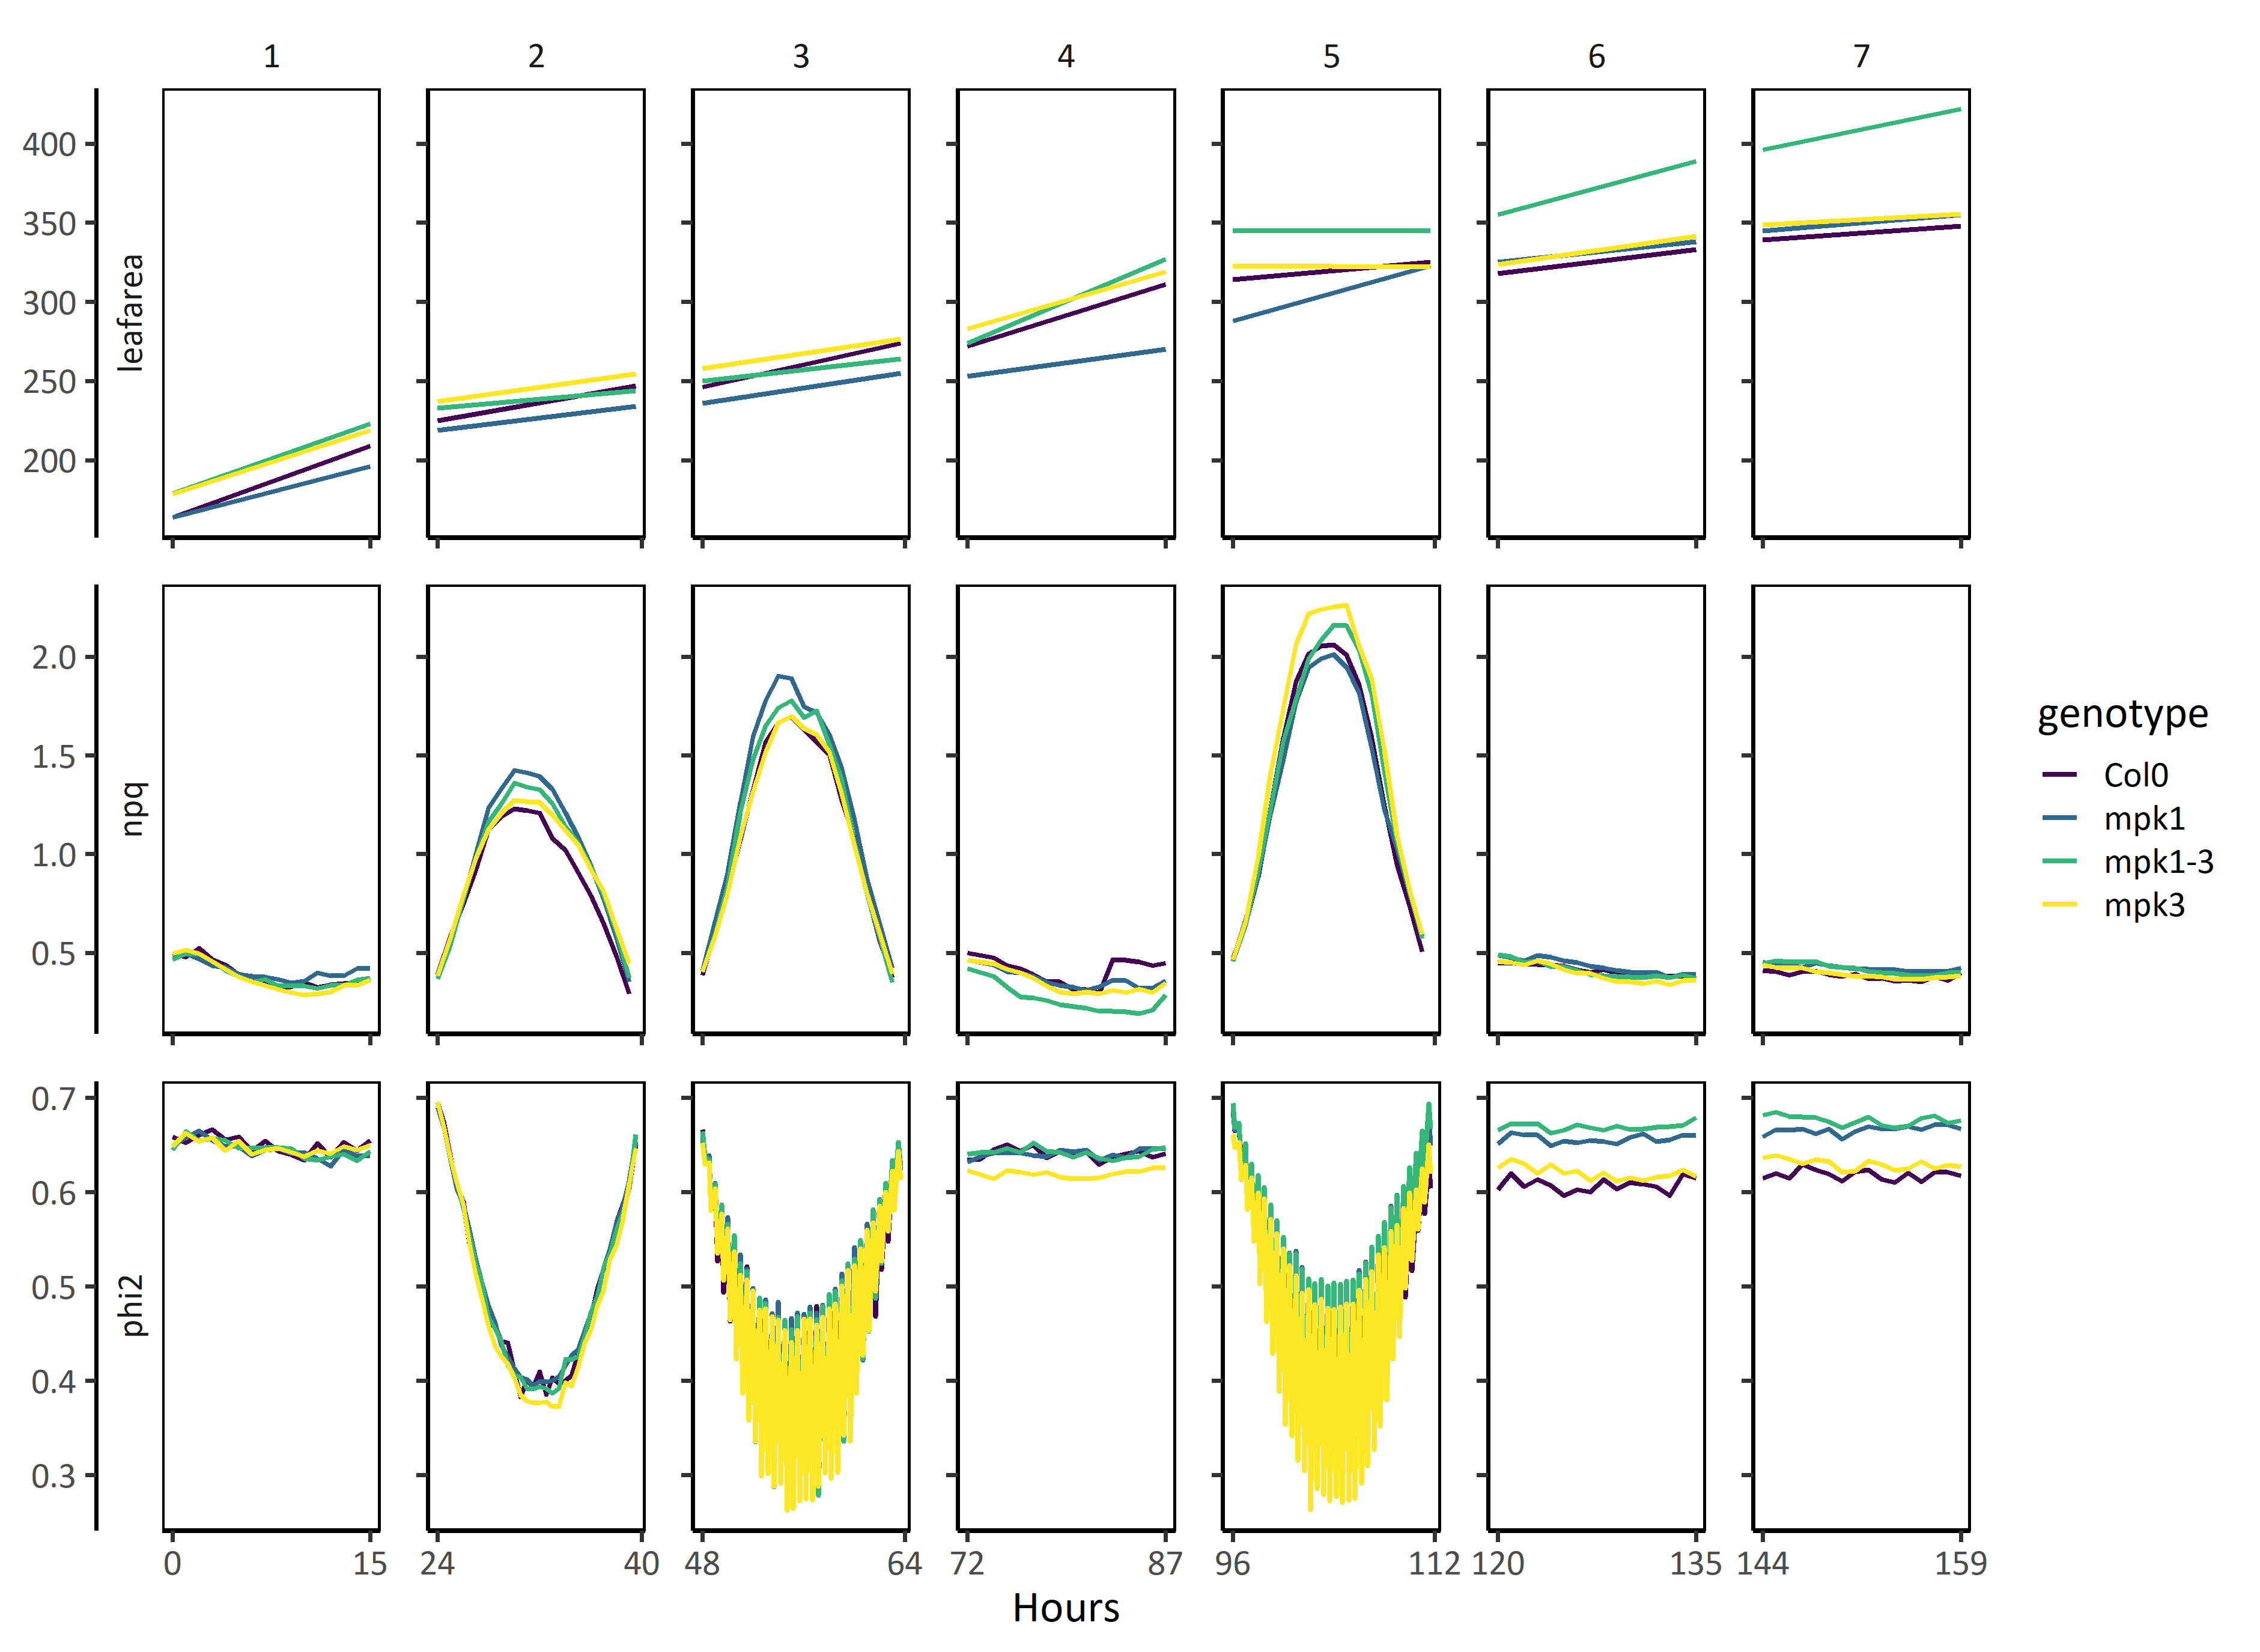 1 2 3 4 5 6 7
400
350
300
250
200
leafarea
2.0
1.5
1.0
0.5
npq
0.7
0.6
0.5
0.4
0.3
phi2
0 15 24 40 48 64 72 87 96 112 120 135 144 159
Hours
genotype
Col0
mpk1
mpk1-3
mpk3